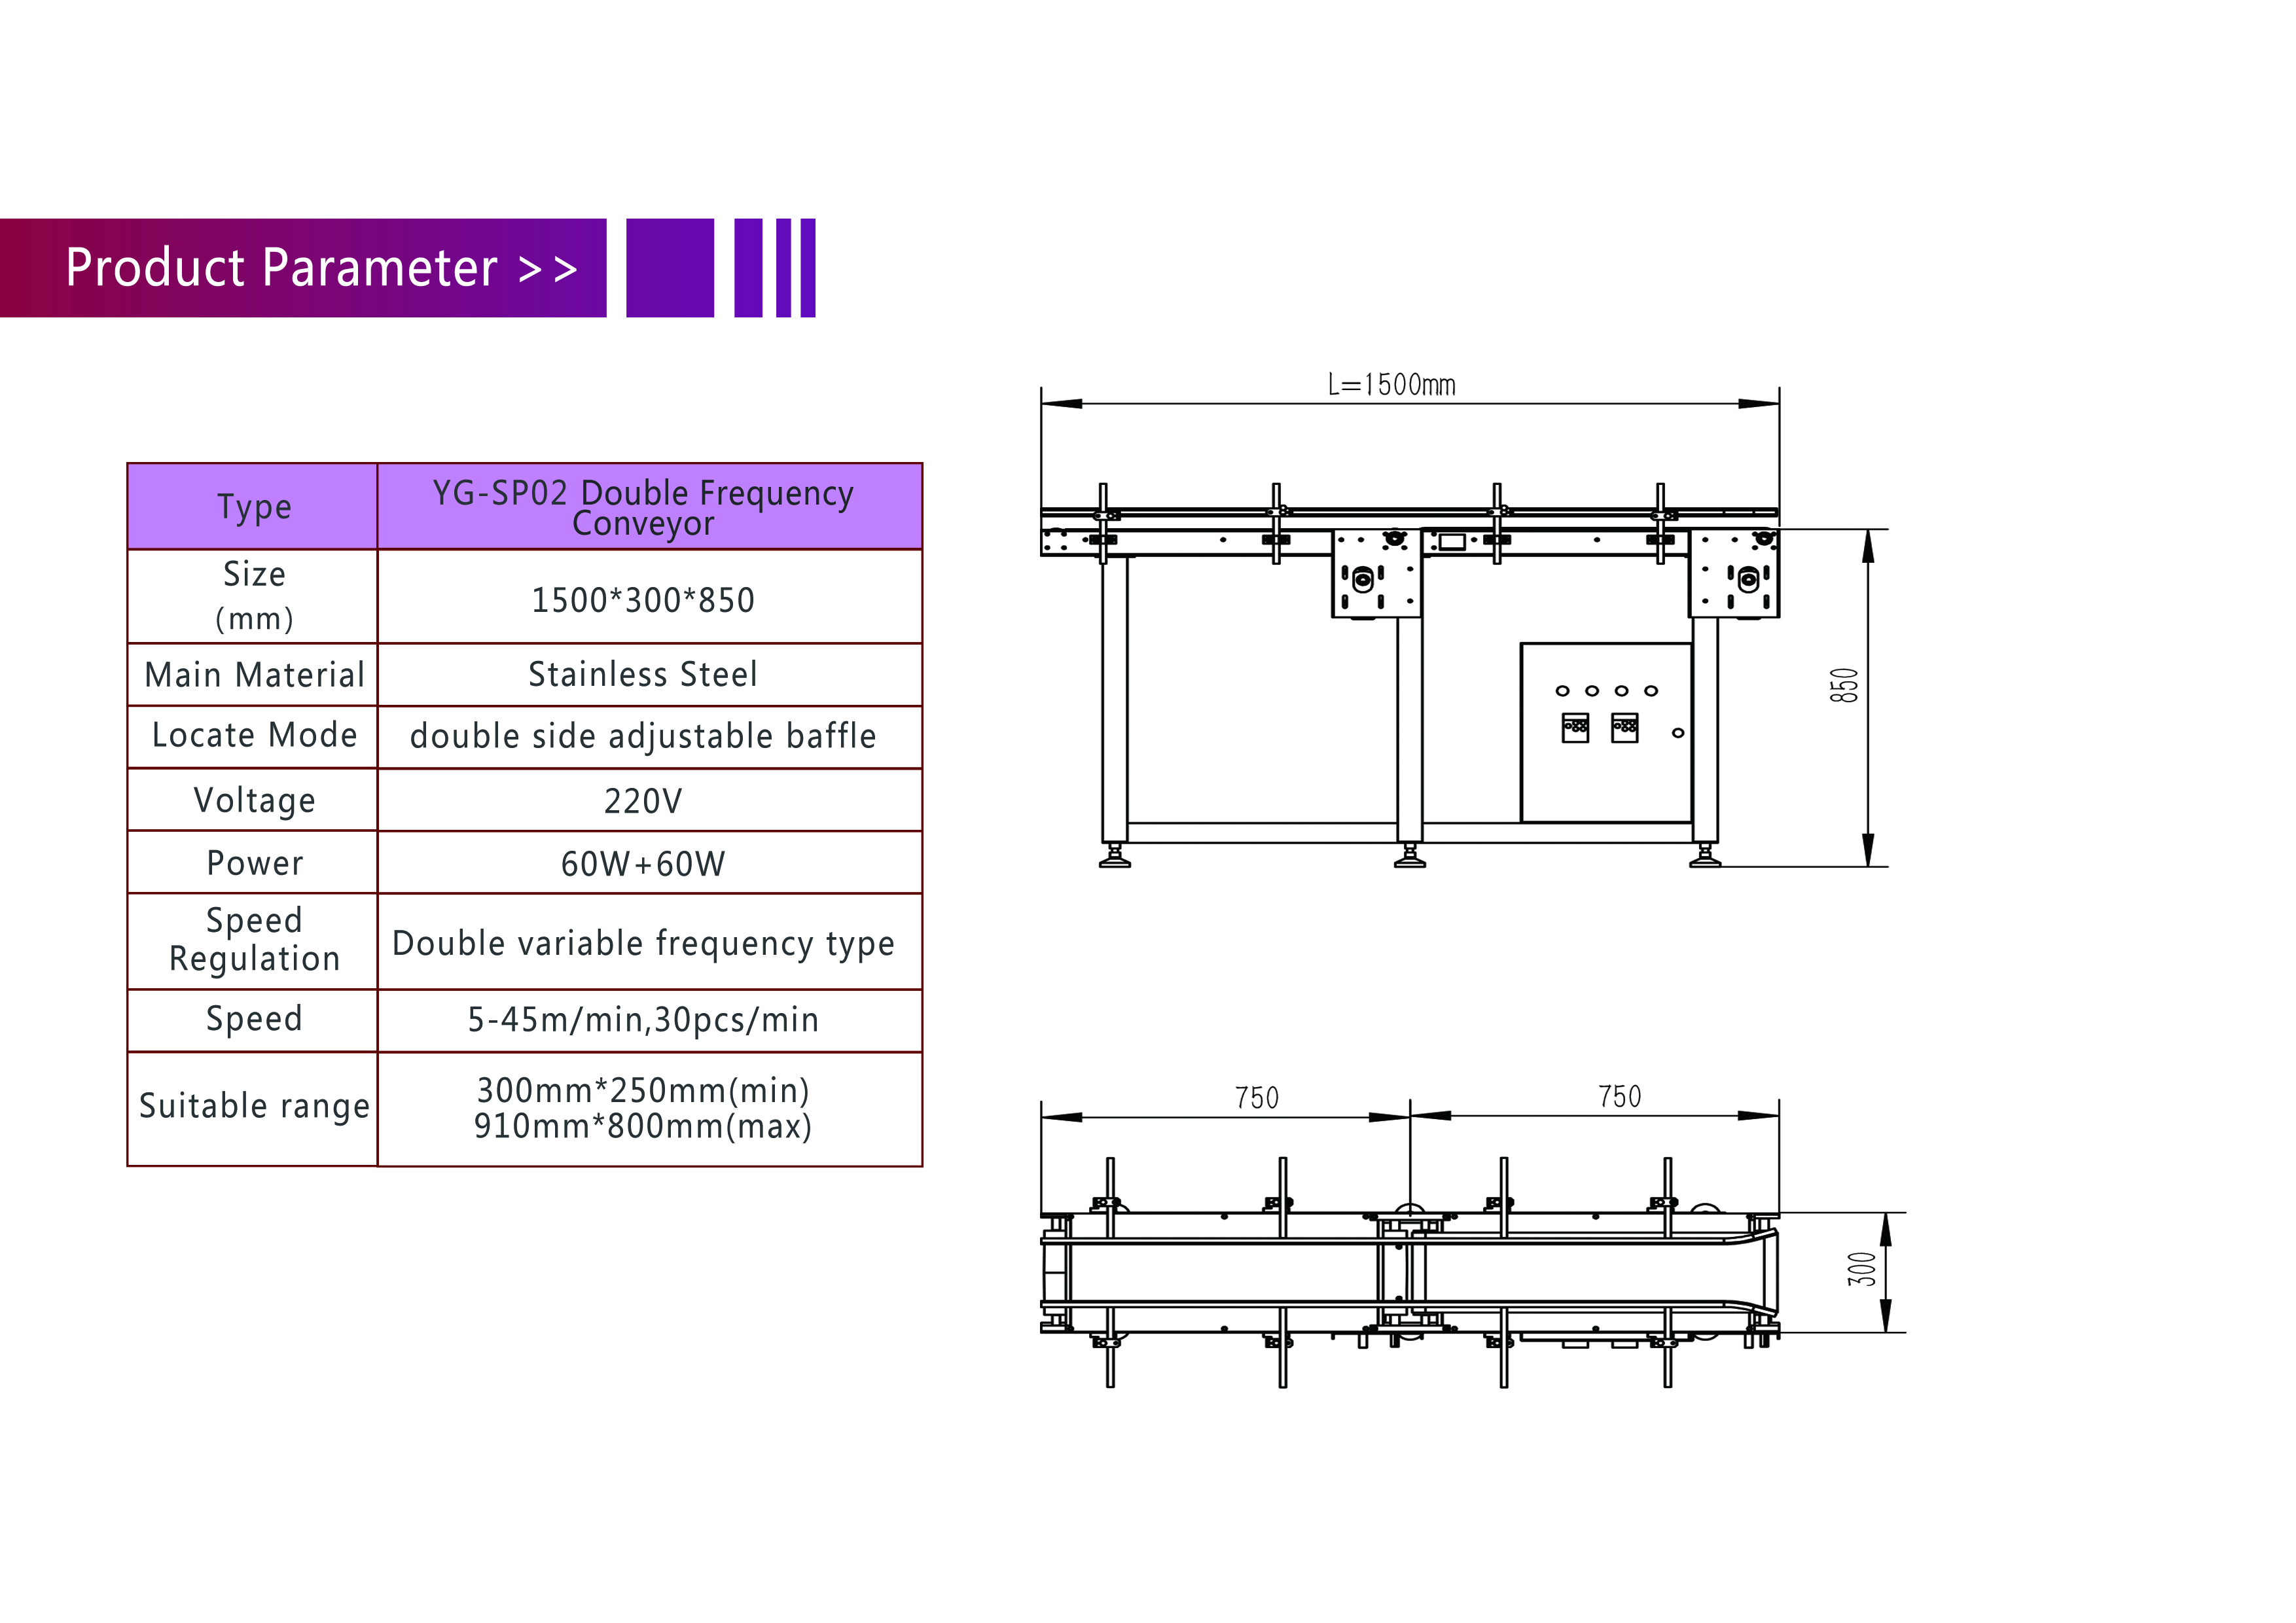 Product Parameter >>
Type
YG-SP02 Double Frequency
Conveyor
Size
(mm)
1500*300*850
Main Material
Stainless Steel
Locate Mode
double side adjustable baffle
Voltage
220V
Power
60W+60W
Speed
Regulation
Double variable frequency type
Speed
5-45m/min,30pcs/min
Suitable range
300mm*250mm(min)
910mm*800mm(max)
L=1500mm
850
750
750
300